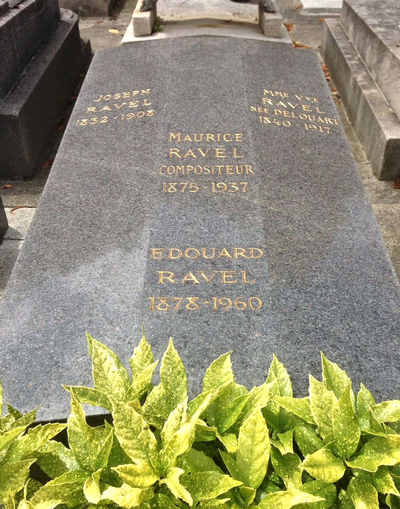 JOSEPH
RAVEL
1832-1908
MME VVE
RAVEL
NÉE DELOUART
1840-1917
MAURICE
RAVEL
COMPOSITEUR
1875-1937
EDOUARD
RAVEL
1878-1960